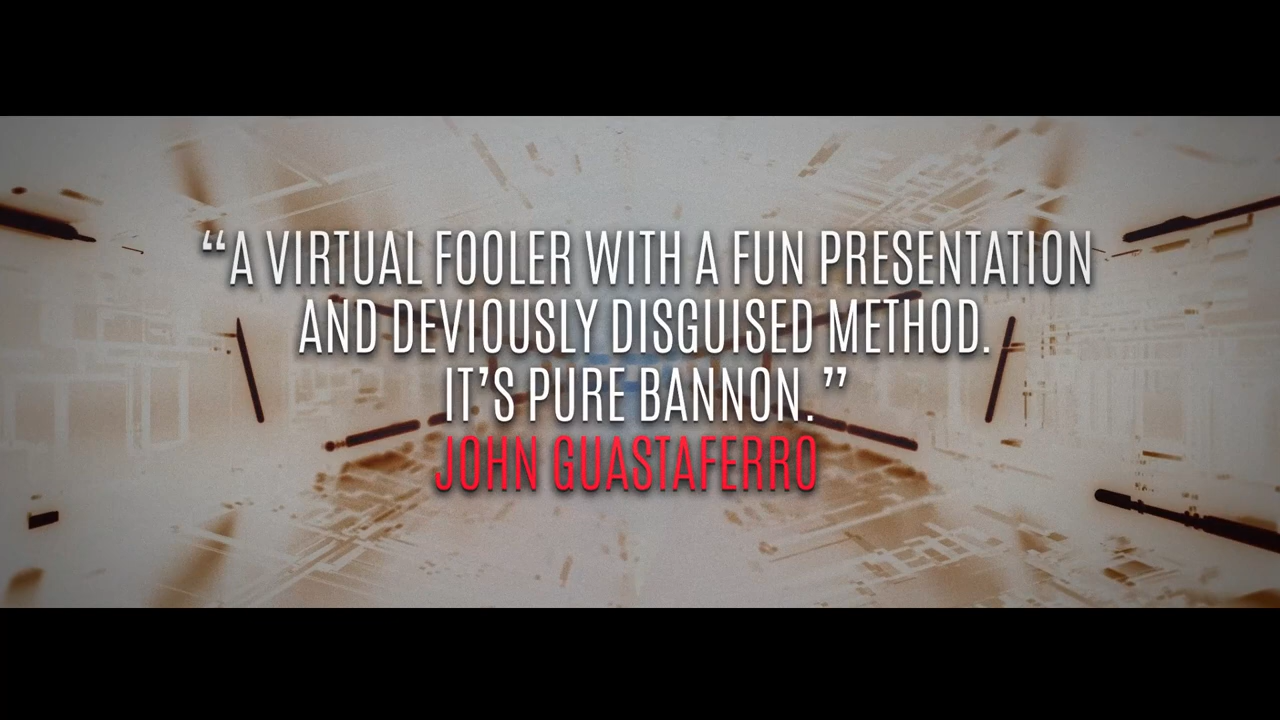 “A VIRTUAL FOOLER WITH A FUN PRESENTATION
AND DEVIOUSLY DISGUISED METHOD.
IT’S PURE BANNON.”
JOHN GUASTAFERRO